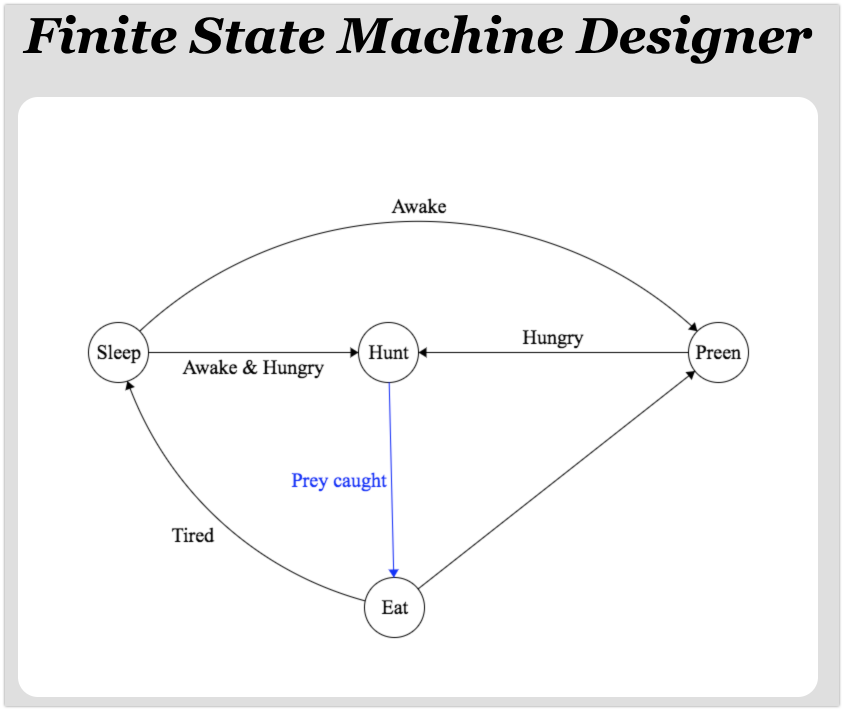 Finite State Machine Designer
Awake
Sleep
Awake & Hungry
Hunt
Hungry
Preen
Prey caught
Tired
Eat